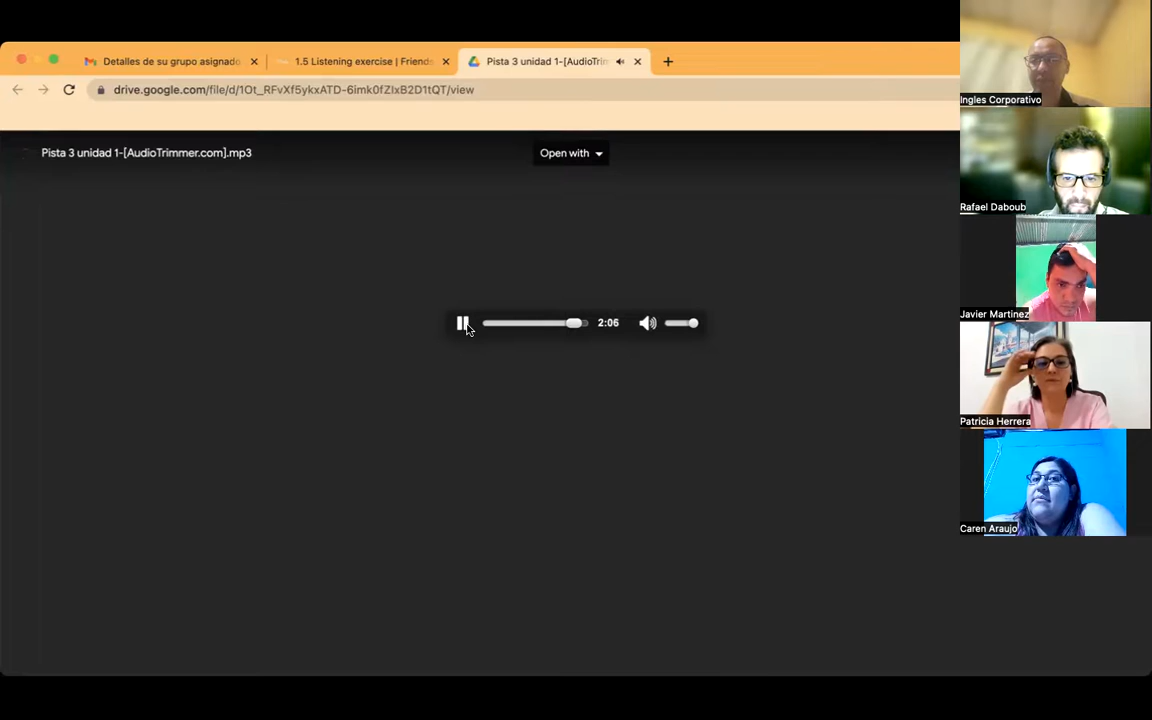 Detalles de su grupo asignado
1.5 Listening exercise | Friends
Pista 3 unidad 1-[AudioTrim
drive.google.com/file/d/1Ot_RFvXf5ykxATD-6imk0fZIxB2D1tQT/view
Pista 3 unidad 1-[AudioTrimmer.com].mp3
Open with
2:06
Ingles Corporativo
Rafael Daboub
Javier Martinez
Patricia Herrera
Caren Araujo